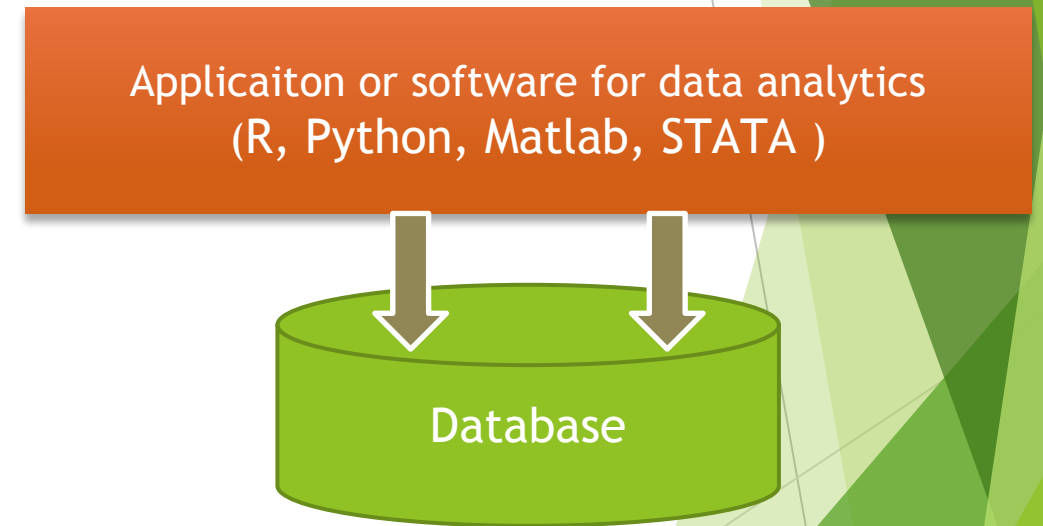 Applicaiton or software for data analytics
(R, Python, Matlab, STATA )
Database